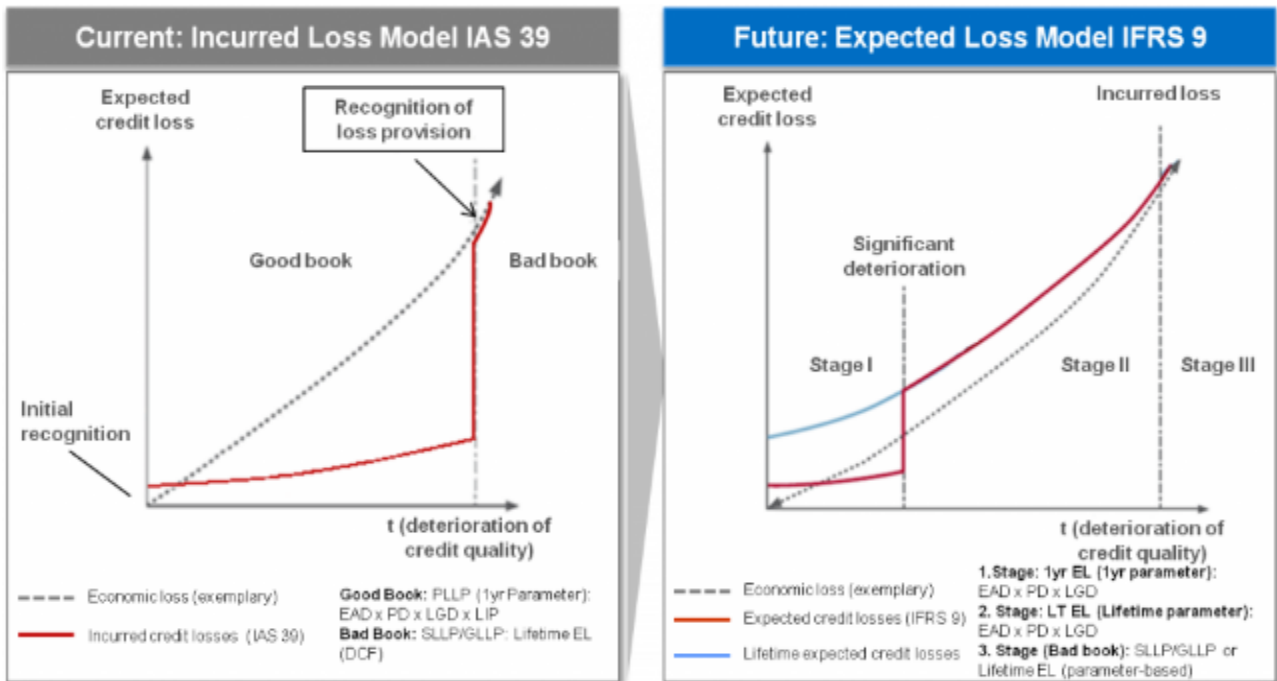 Current: Incurred Loss Model IAS 39
Expected
credit loss
Recognition of
loss provision
Good book
Bad book
Initial
recognition
t (deterioration of
credit quality)
Economic loss (exemplary)
Incurred credit losses (IAS 39)
Good Book: PLLP (1yr Parameter):
EAD x PD x LGD x LIP
Bad Book: SLLP/GLLP: Lifetime EL
(DCF)
Future: Expected Loss Model IFRS 9
Expected
credit loss
Incurred loss
Significant
deterioration
Stage I
Stage II
Stage III
t (deterioration of
credit quality)
Economic loss (exemplary)
Expected credit losses (IFRS 9)
Lifetime expected credit losses
1.Stage: 1yr EL (1yr parameter):
EAD x PD x LGD
2. Stage: LT EL (Lifetime parameter):
EAD x PD x LGD
3. Stage (Bad book): SLLP/GLLP or
Lifetime EL (parameter-based)